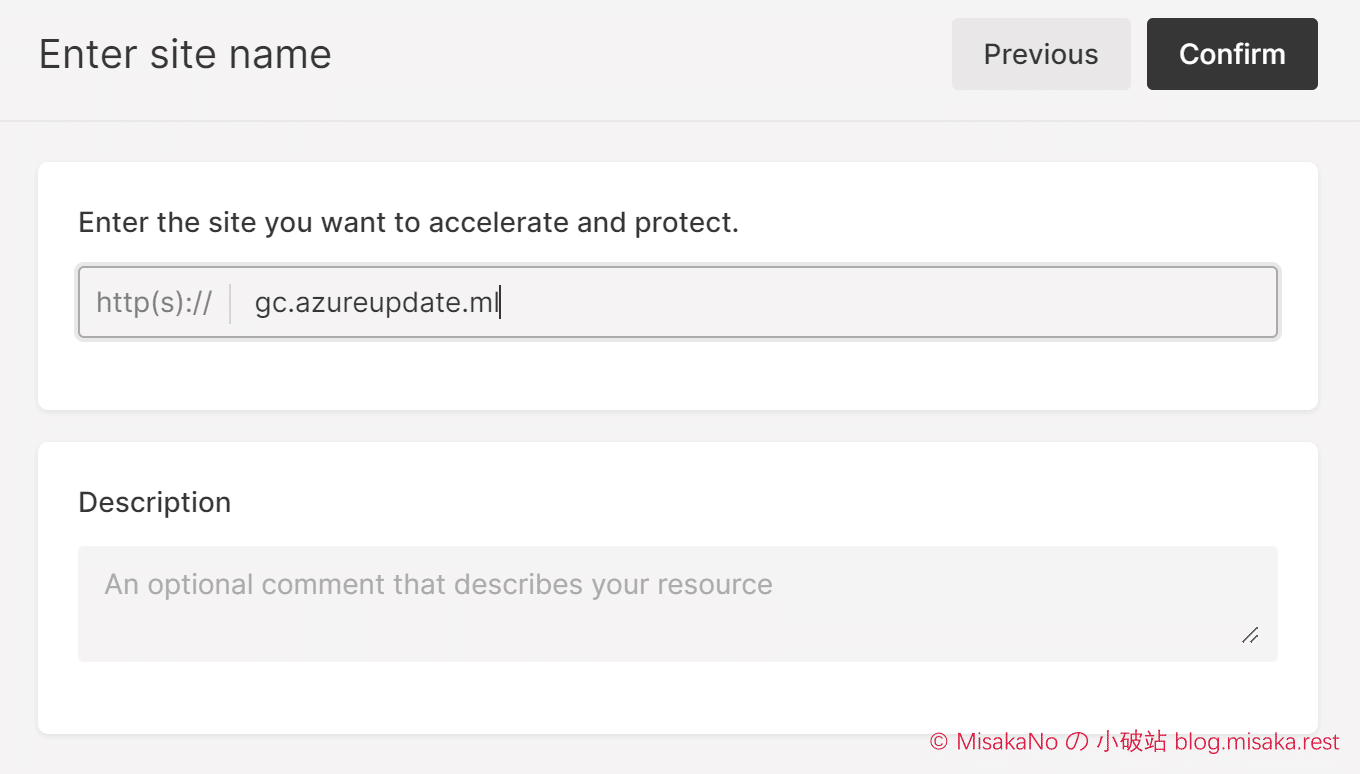 Enter site name
Previous
Confirm
Enter the site you want to accelerate and protect.
http(s)://
gc.azureupdate.ml
Description
An optional comment that describes your resource
© MisakaNo の 小破站 blog.misaka.rest